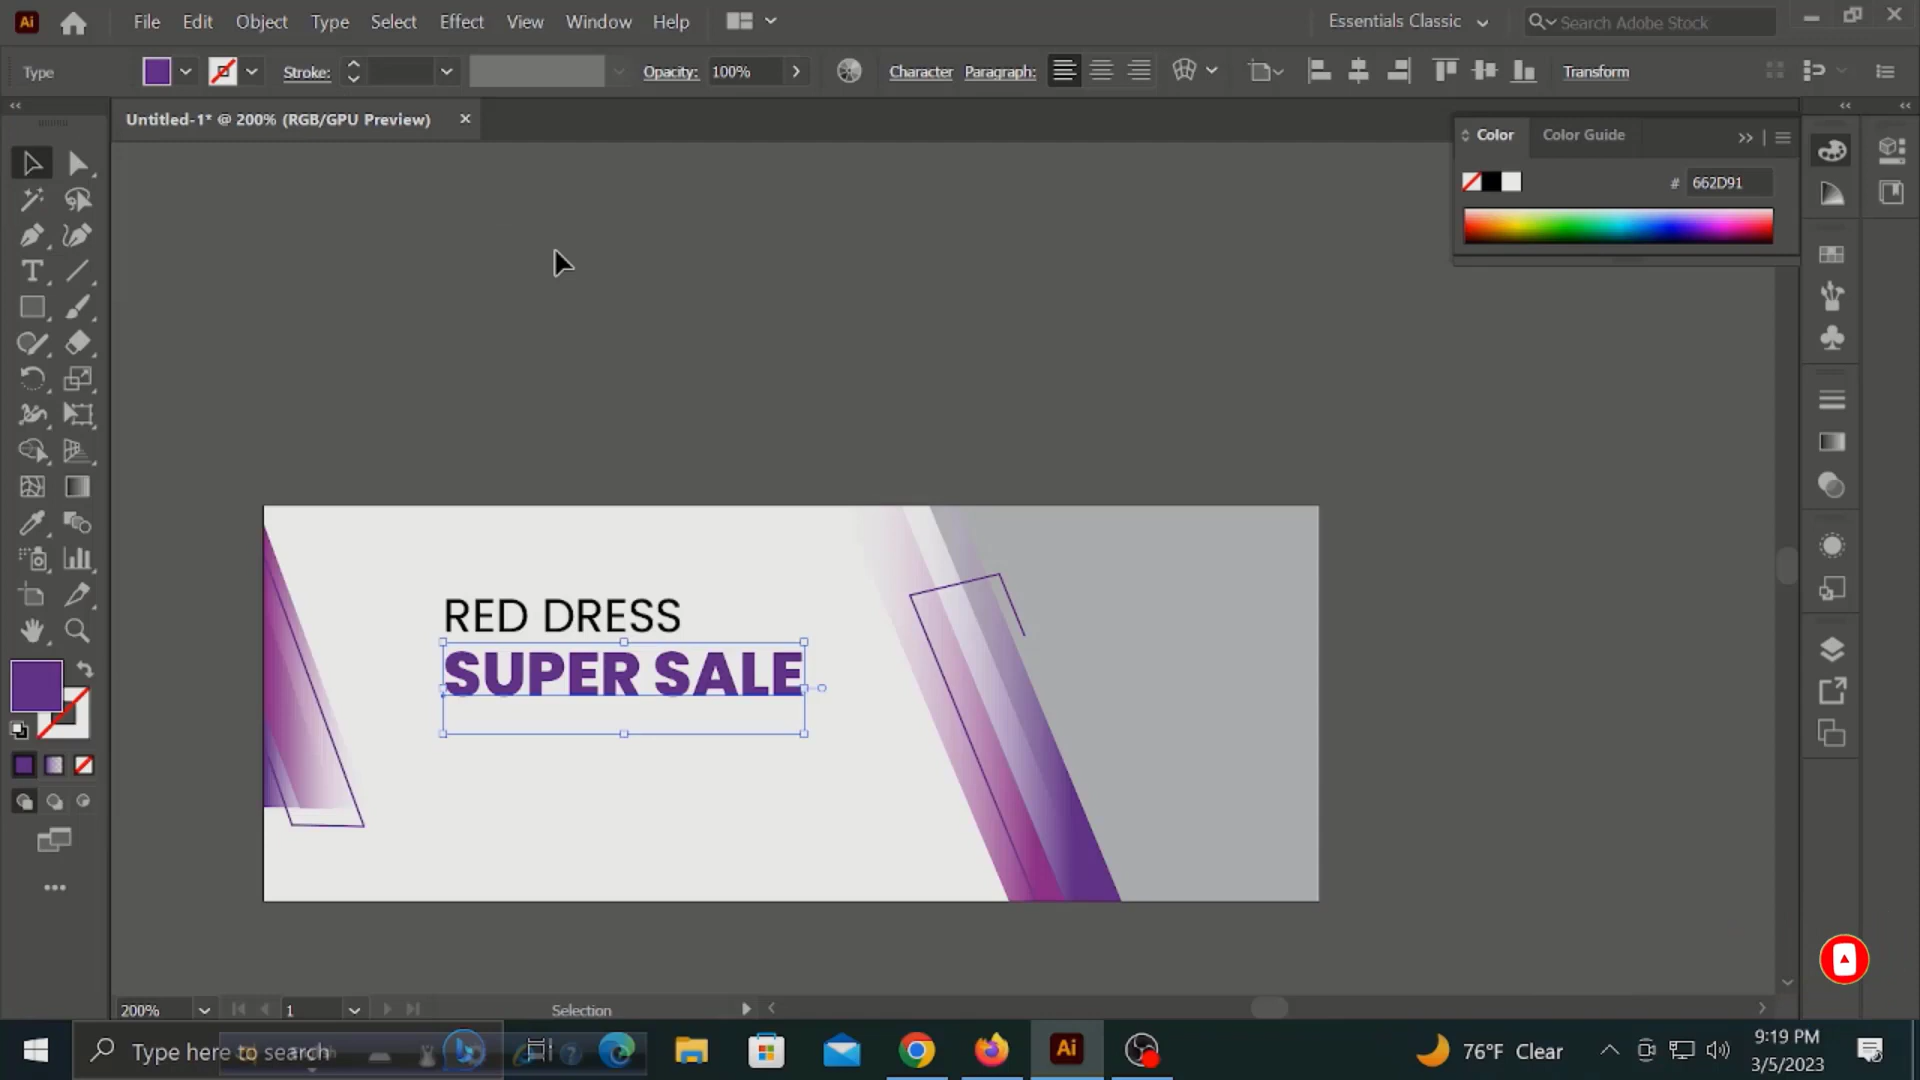 Ai File Edit Object Type Select Effect View Window Help Essentials Classic Search Adobe Stock
Type Stroke: Opacity: 100% Character Paragraph: Transform
Untitled-1* @ 200% (RGB/GPU Preview)
Color Color Guide
# 662D91
RED DRESS
SUPER SALE
200% 1 Selection
Type here to search Ai 76°F Clear 9:19 PM
3/5/2023